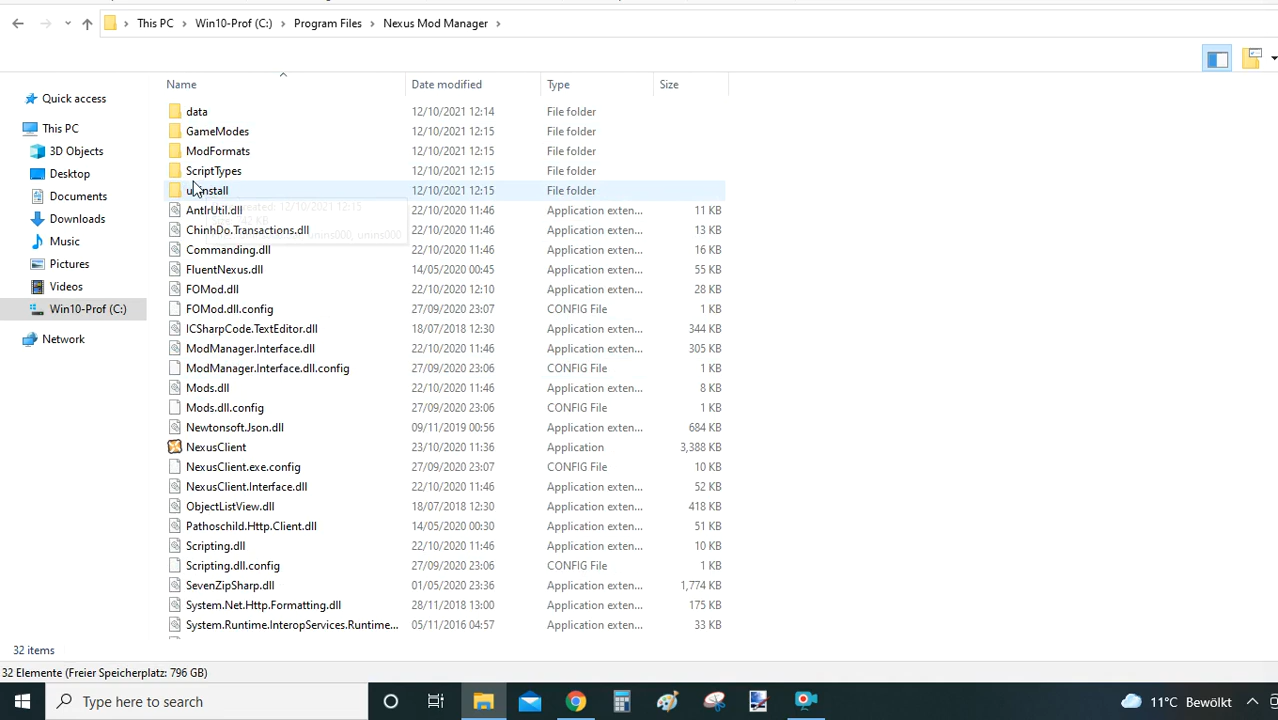 This PC > Win10-Prof (C:) > Program Files > Nexus Mod Manager >
Name Date modified Type Size
Quick access
This PC
3D Objects
Desktop
Documents
Downloads
Music
Pictures
Videos
Win10-Prof (C:)
Network
data 12/10/2021 12:14 File folder
GameModes 12/10/2021 12:15 File folder
ModFormats 12/10/2021 12:15 File folder
ScriptTypes 12/10/2021 12:15 File folder
uninstall 12/10/2021 12:15 File folder
AntlrUtil.dll 22/10/2020 11:46 Application exten... 11 KB
ChinhDo.Transactions.dll 22/10/2020 11:46 Application exten... 13 KB
Commanding.dll 22/10/2020 11:46 Application exten... 16 KB
FluentNexus.dll 14/05/2020 00:45 Application exten... 55 KB
FOMod.dll 22/10/2020 12:10 Application exten... 28 KB
FOMod.dll.config 27/09/2020 23:07 CONFIG File 1 KB
ICSharpCode.TextEditor.dll 18/07/2018 12:30 Application exten... 344 KB
ModManager.Interface.dll 22/10/2020 11:46 Application exten... 305 KB
ModManager.Interface.dll.config 27/09/2020 23:06 CONFIG File 1 KB
Mods.dll 22/10/2020 11:46 Application exten... 8 KB
Mods.dll.config 27/09/2020 23:06 CONFIG File 1 KB
Newtonsoft.Json.dll 09/11/2019 00:56 Application exten... 684 KB
NexusClient 23/10/2020 11:36 Application 3,388 KB
NexusClient.exe.config 27/09/2020 23:07 CONFIG File 10 KB
NexusClient.Interface.dll 22/10/2020 11:46 Application exten... 52 KB
ObjectListView.dll 18/07/2018 12:30 Application exten... 418 KB
Pathoschild.Http.Client.dll 14/05/2020 00:30 Application exten... 51 KB
Scripting.dll 22/10/2020 11:46 Application exten... 10 KB
Scripting.dll.config 27/09/2020 23:06 CONFIG File 1 KB
SevenZipSharp.dll 01/05/2020 23:36 Application exten... 1,774 KB
System.Net.Http.Formatting.dll 28/11/2018 13:00 Application exten... 175 KB
System.Runtime.InteropServices.Runtime... 05/11/2016 04:57 Application exten... 33 KB
created: 12/10/2021 12:15
42 KB
unins000, unins000
32 items
32 Elemente (Freier Speicherplatz: 796 GB)
Type here to search
11°C Bewölkt